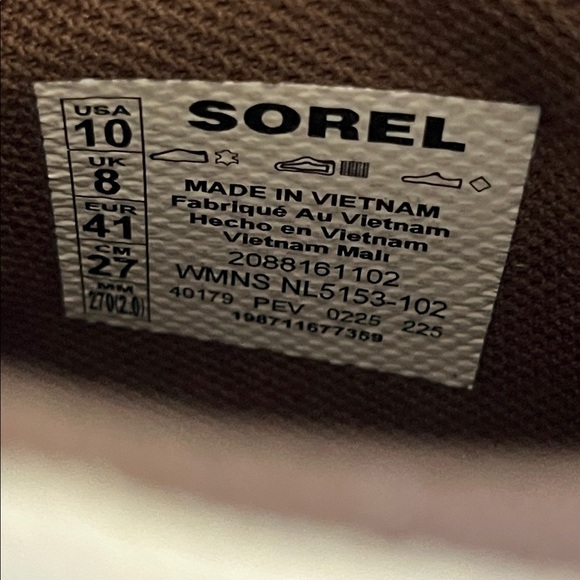 USA
10
UK
8
EUR
41
CM
27
MM
270(2.0)
SOREL
MADE IN VIETNAM
Fabriqué Au Vietnam
Hecho en Vietnam
Vietnam Malı
2088161102
WMNS NL5153-102
40179 PEV 0225 225
198711677359